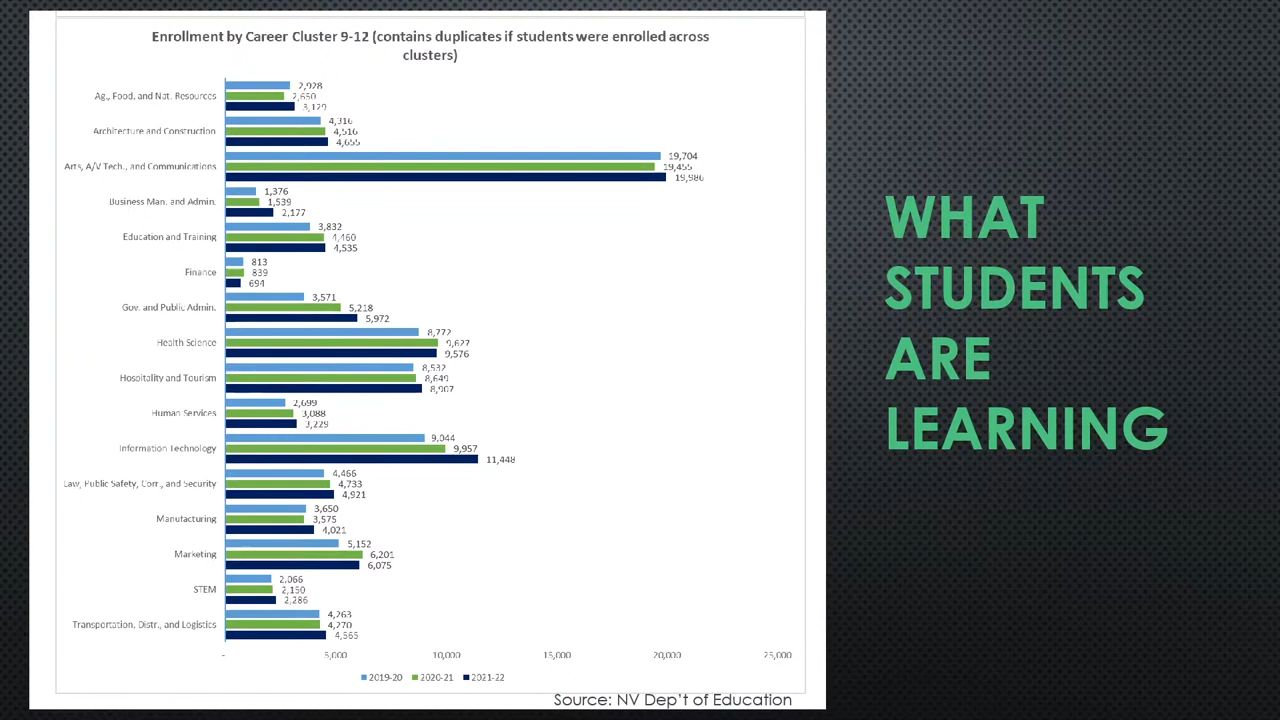 Enrollment by Career Cluster 9-12 (contains duplicates if students were enrolled across
clusters)
2,928
Ag., Food, and Nat. Resources
2,650
3,129
4,316
Architecture and Construction
4,516
4,655
19,704
Arts, A/V Tech., and Communications
19,455
19,986
1,376
Business Man. and Admin.
1,539
2,177
3,832
Education and Training
4,460
4,535
813
Finance
839
694
3,571
Gov. and Public Admin.
5,218
5,972
8,772
Health Science
9,627
9,576
8,532
Hospitality and Tourism
8,649
8,907
2,699
Human Services
3,088
3,229
9,044
Information Technology
9,957
11,448
4,466
Law, Public Safety, Corr., and Security
4,733
4,921
3,650
Manufacturing
3,575
4,021
5,152
Marketing
6,201
6,075
2,066
STEM
2,150
2,286
4,263
Transportation, Distr., and Logistics
4,270
4,565
- 5,000 10,000 15,000 20,000 25,000
2019-20 2020-21 2021-22
Source: NV Dep't of Education
WHAT
STUDENTS
ARE
LEARNING